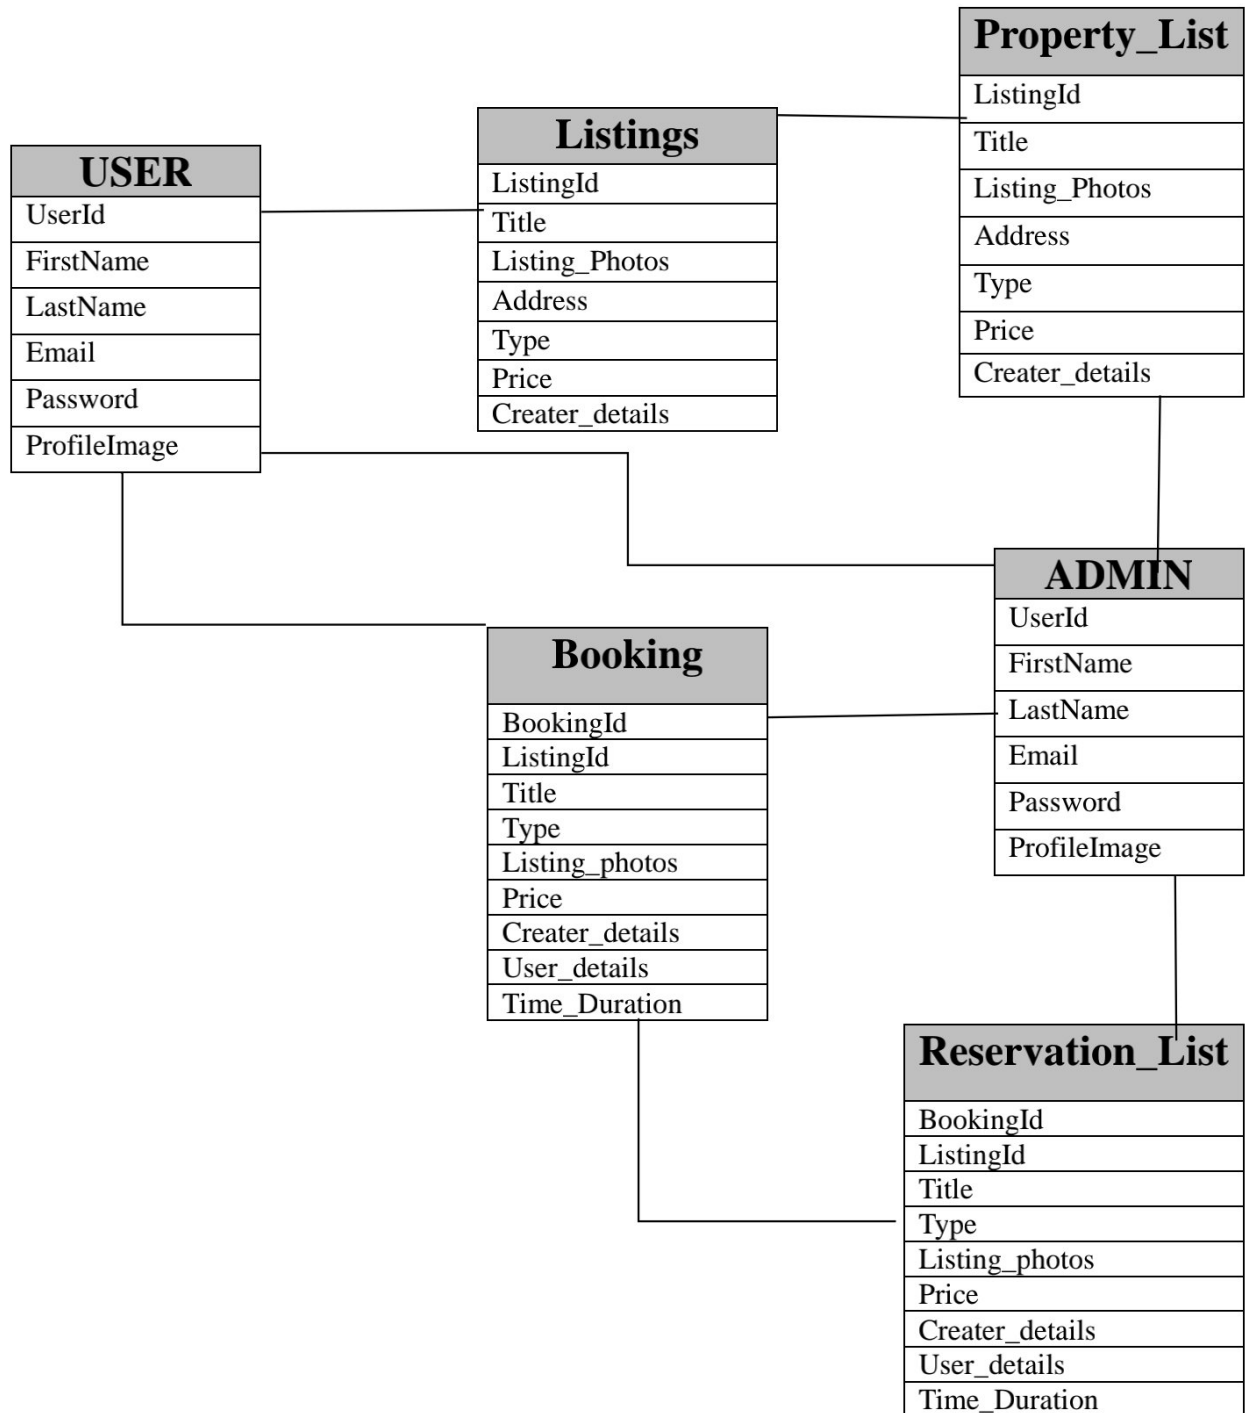 USER
UserId
FirstName
LastName
Email
Password
ProfileImage
Listings
ListingId
Title
Listing_Photos
Address
Type
Price
Creater_details
Property_List
ListingId
Title
Listing_Photos
Address
Type
Price
Creater_details
Booking
BookingId
ListingId
Title
Type
Listing_photos
Price
Creater_details
User_details
Time_Duration
ADMIN
UserId
FirstName
LastName
Email
Password
ProfileImage
Reservation_List
BookingId
ListingId
Title
Type
Listing_photos
Price
Creater_details
User_details
Time_Duration